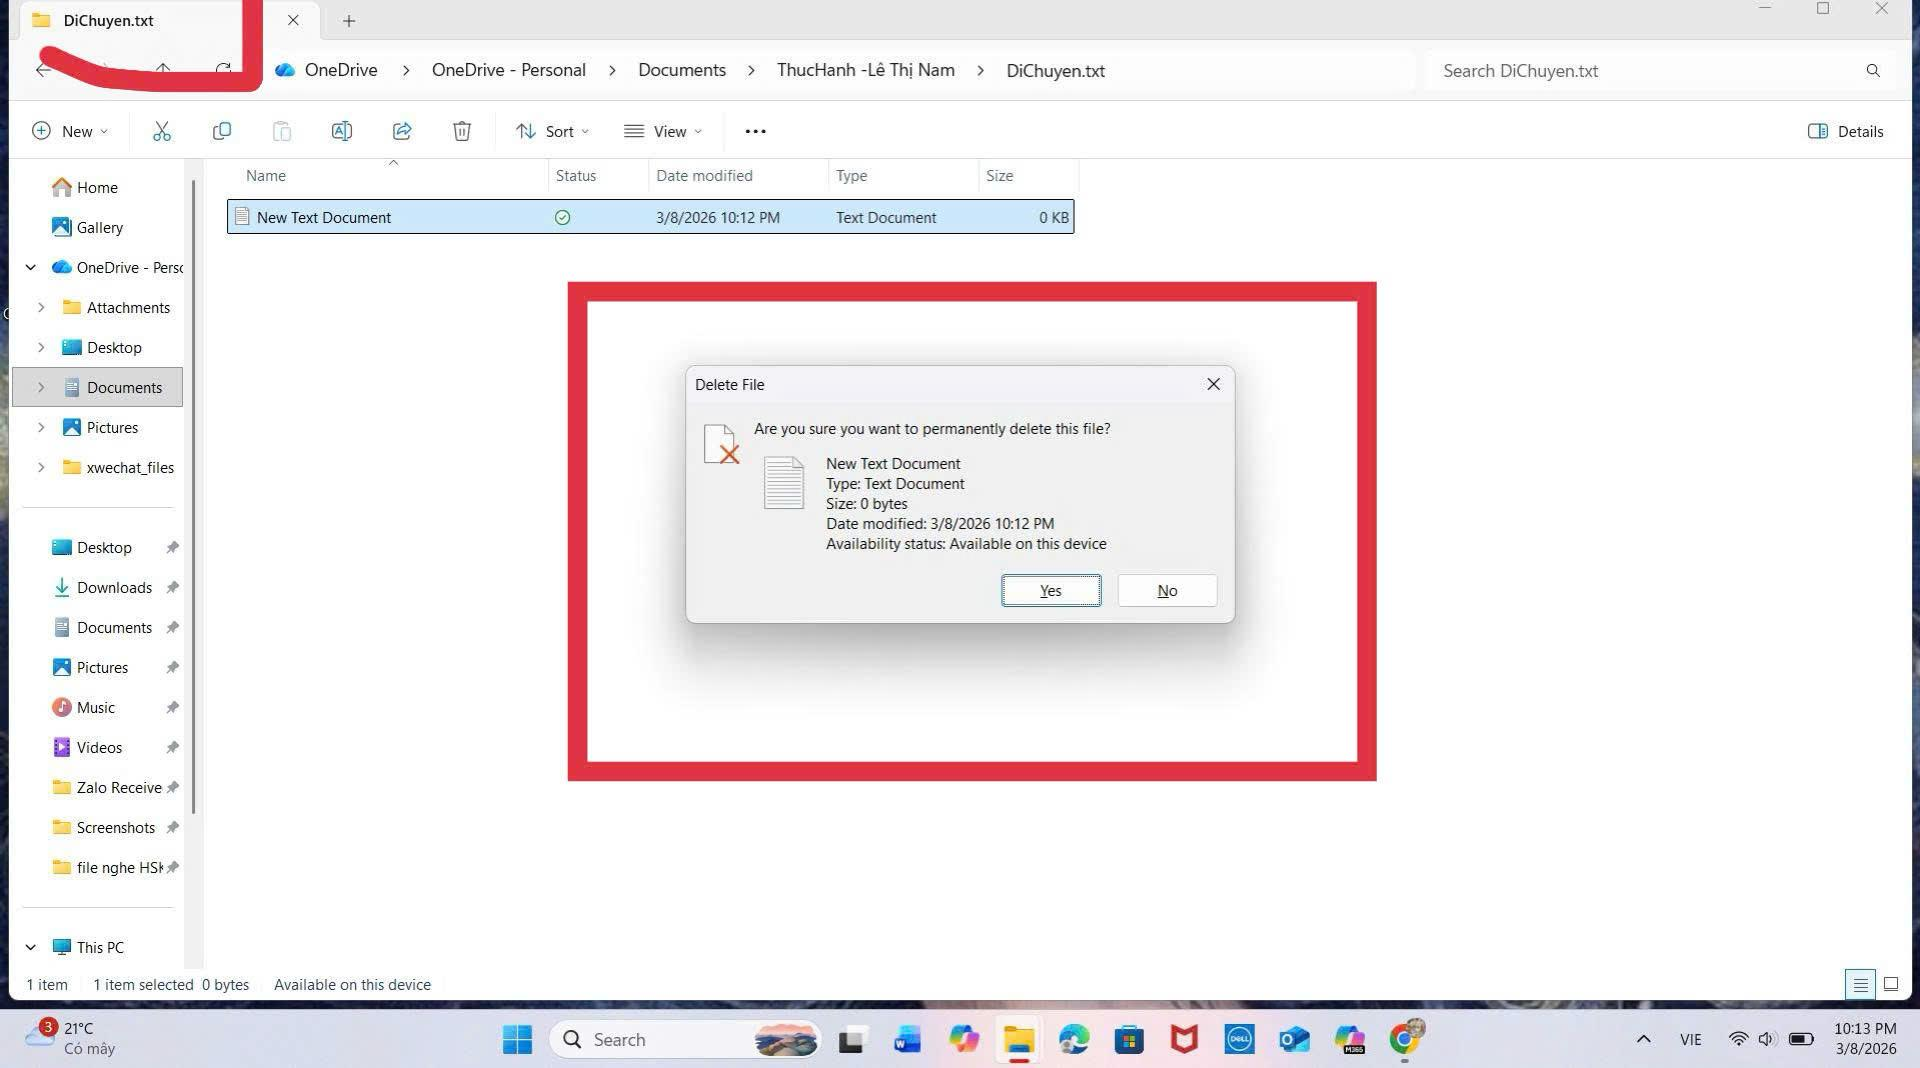 DiChuyen.txt
OneDrive > OneDrive - Personal > Documents > ThucHanh -Lê Thị Nam > DiChuyen.txt
Search DiChuyen.txt
New
Sort
View
Details
Name Status Date modified Type Size
New Text Document 3/8/2026 10:12 PM Text Document 0 KB
Home
Gallery
OneDrive - Perso
Attachments
Desktop
Documents
Pictures
xwechat_files
Desktop
Downloads
Documents
Pictures
Music
Videos
Zalo Receive
Screenshots
file nghe HSK
This PC
Delete File
Are you sure you want to permanently delete this file?
New Text Document
Type: Text Document
Size: 0 bytes
Date modified: 3/8/2026 10:12 PM
Availability status: Available on this device
Yes
No
1 item 1 item selected 0 bytes Available on this device
3
21°C
Có mây
Search
W
DELL
M365
VIE
10:13 PM
3/8/2026